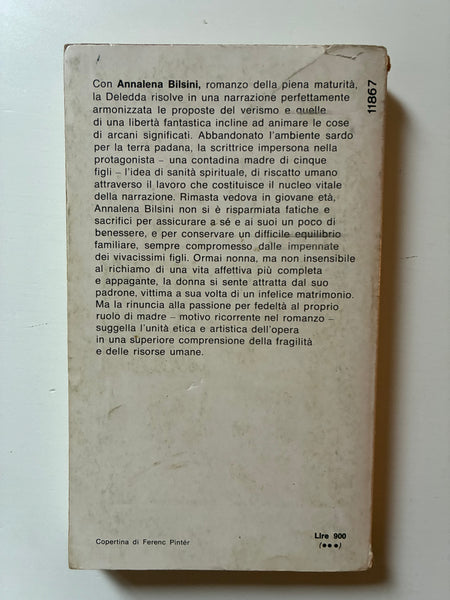 Con Annalena Bilsini, romanzo della piena maturità,
la Deledda risolve in una narrazione perfettamente
armonizzata le proposte del verismo e quelle
di una libertà fantastica incline ad animare le cose
di arcani significati. Abbandonato l'ambiente sardo
per la terra padana, la scrittrice impersona nella
protagonista – una contadina madre di cinque
figli – l'idea di sanità spirituale, di riscatto umano
attraverso il lavoro che costituisce il nucleo vitale
della narrazione. Rimasta vedova in giovane età,
Annalena Bilsini non si è risparmiata fatiche e
sacrifici per assicurare a sé e ai suoi un poco di
benessere, e per conservare un difficile equilibrio
familiare, sempre compromesso dalle impennate
dei vivacissimi figli. Ormai nonna, ma non insensibile
al richiamo di una vita affettiva più completa
e appagante, la donna si sente attratta dal suo
padrone, vittima a sua volta di un infelice matrimonio.
Ma la rinuncia alla passione per fedeltà al proprio
ruolo di madre – motivo ricorrente nel romanzo –
suggella l'unità etica e artistica dell'opera
in una superiore comprensione della fragilità
e delle risorse umane.
11867
Copertina di Ferenc Pintér
Lire 900
(●●●)